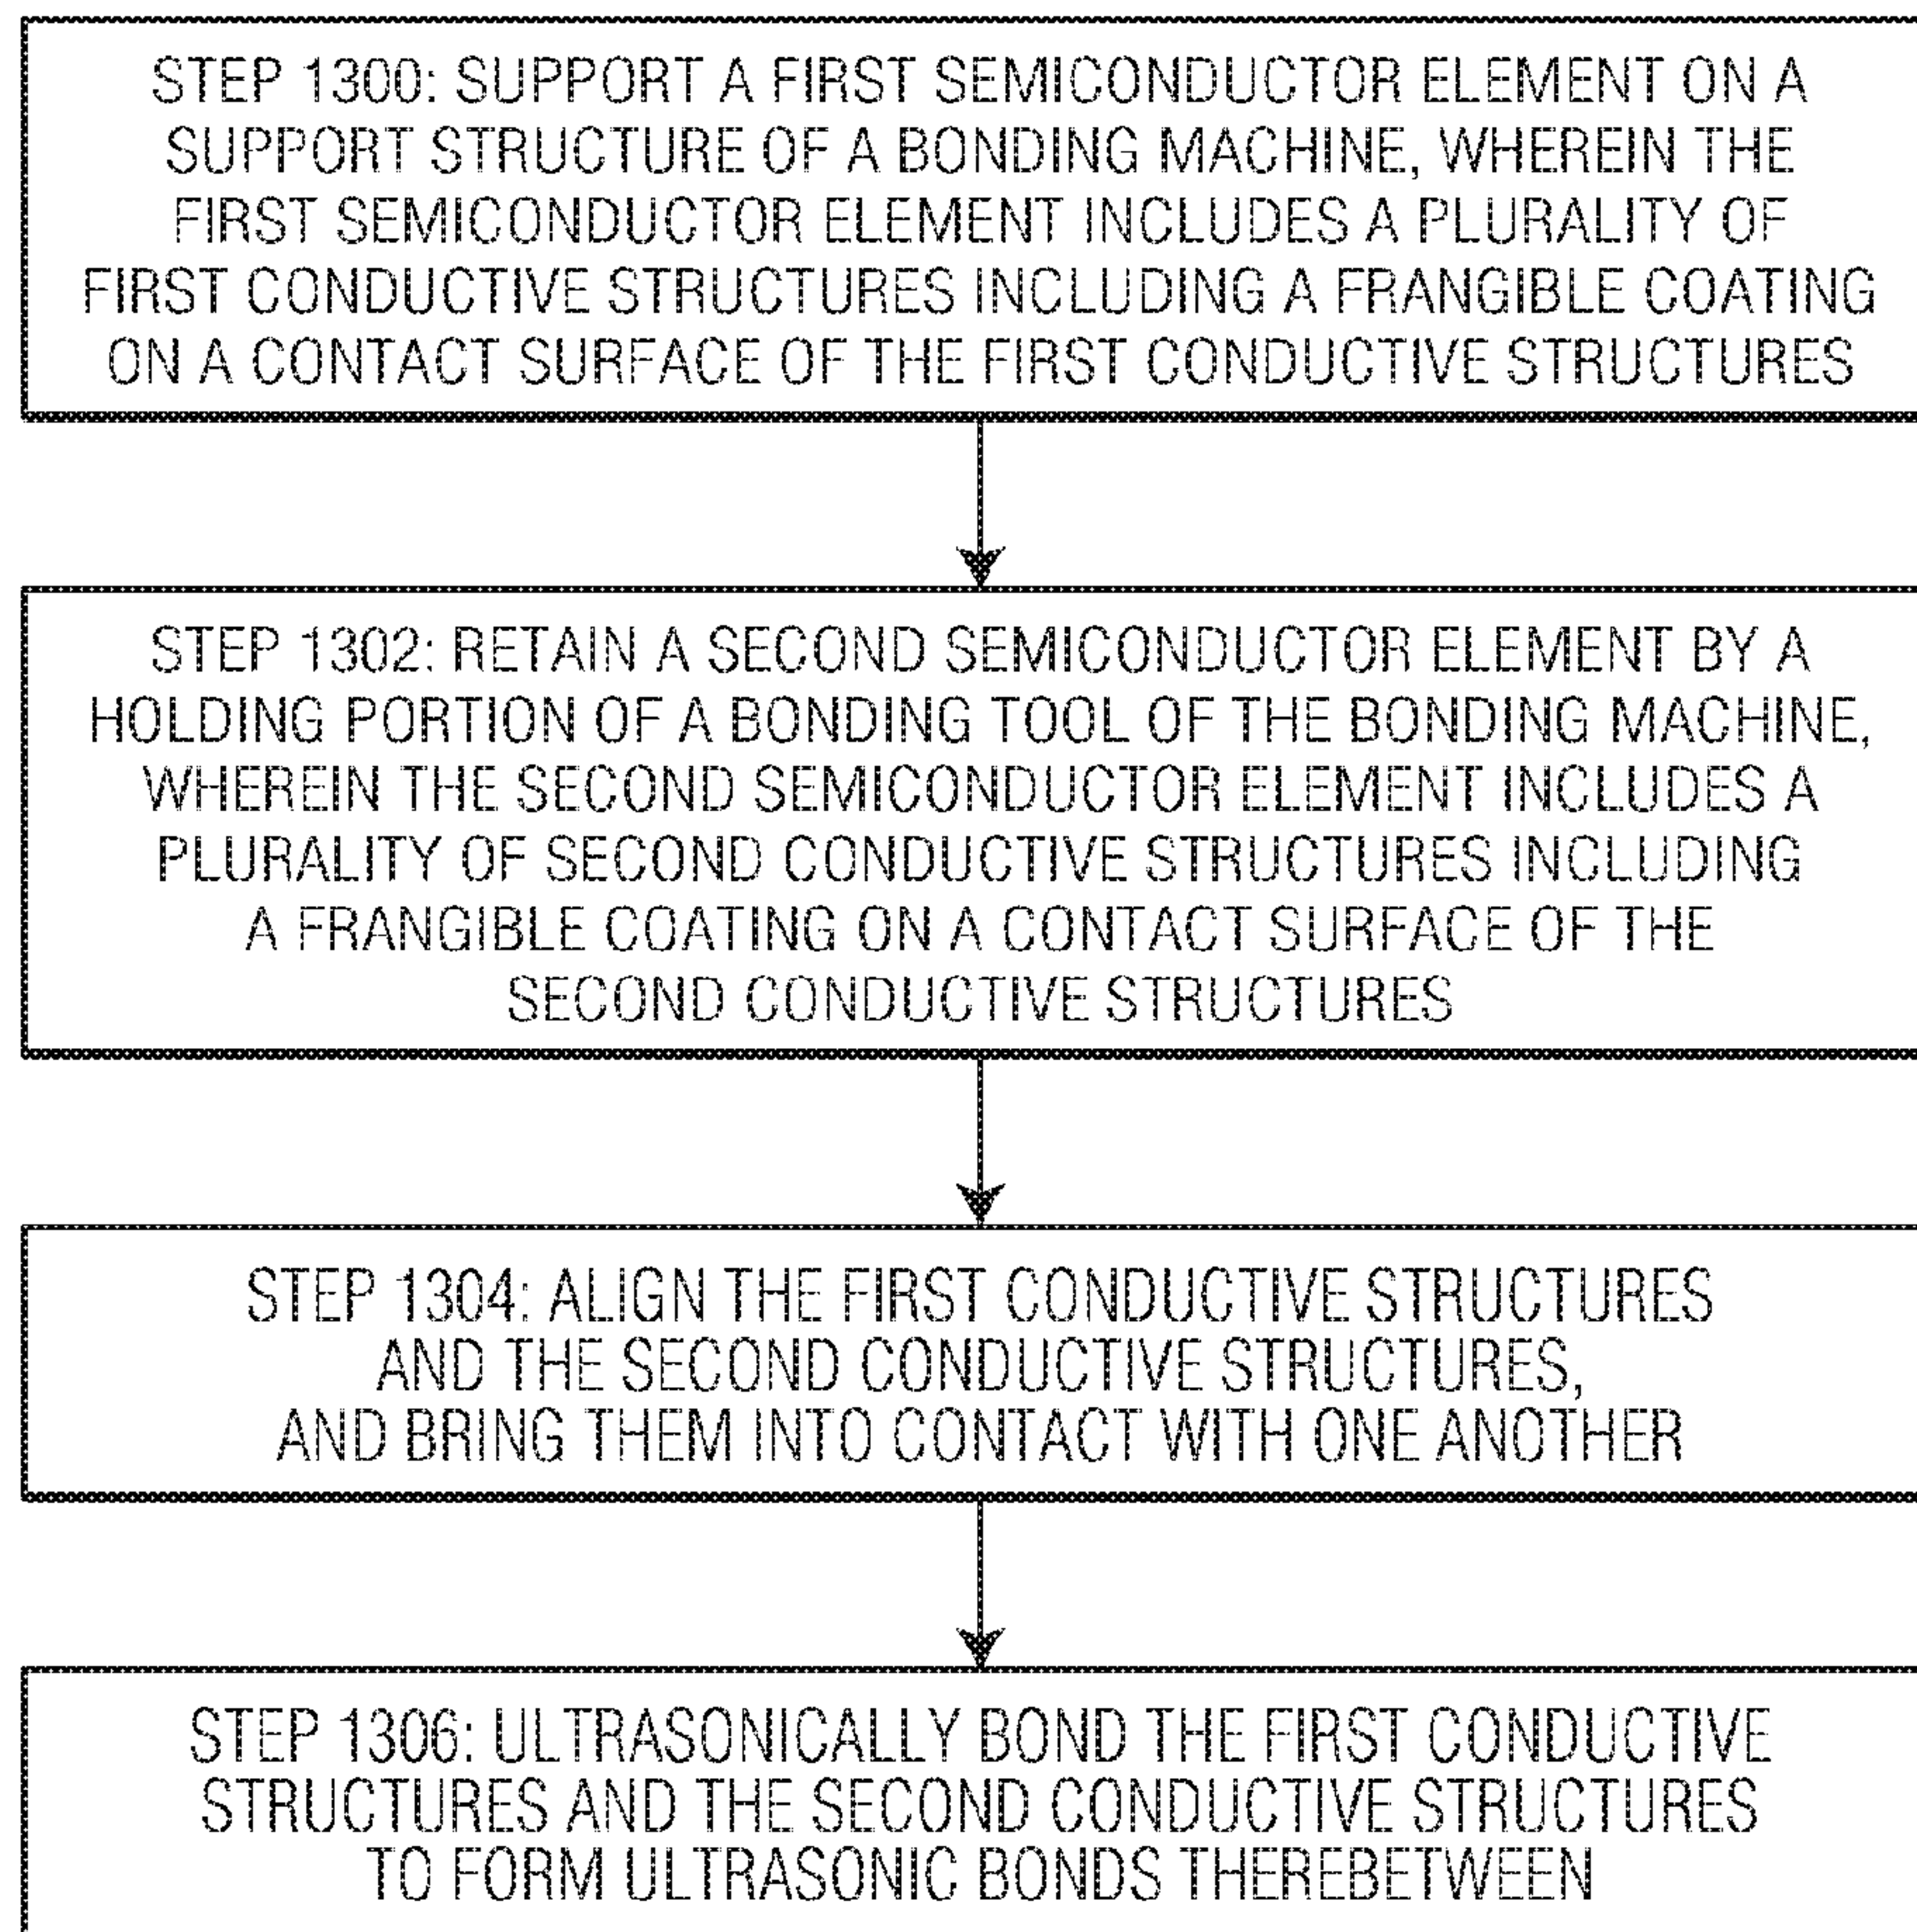 STEP 1300: SUPPORT A FIRST SEMICONDUCTOR ELEMENT ON A
SUPPORT STRUCTURE OF A BONDING MACHINE, WHEREIN THE
FIRST SEMICONDUCTOR ELEMENT INCLUDES A PLURALITY OF
FIRST CONDUCTIVE STRUCTURES INCLUDING A FRANGIBLE COATING
ON A CONTACT SURFACE OF THE FIRST CONDUCTIVE STRUCTURES
STEP 1302: RETAIN A SECOND SEMICONDUCTOR ELEMENT BY A
HOLDING PORTION OF A BONDING TOOL OF THE BONDING MACHINE,
WHEREIN THE SECOND SEMICONDUCTOR ELEMENT INCLUDES A
PLURALITY OF SECOND CONDUCTIVE STRUCTURES INCLUDING
A FRANGIBLE COATING ON A CONTACT SURFACE OF THE
SECOND CONDUCTIVE STRUCTURES
STEP 1304: ALIGN THE FIRST CONDUCTIVE STRUCTURES
AND THE SECOND CONDUCTIVE STRUCTURES,
AND BRING THEM INTO CONTACT WITH ONE ANOTHER
STEP 1306: ULTRASONICALLY BOND THE FIRST CONDUCTIVE
STRUCTURES AND THE SECOND CONDUCTIVE STRUCTURES
TO FORM ULTRASONIC BONDS THEREBETWEEN